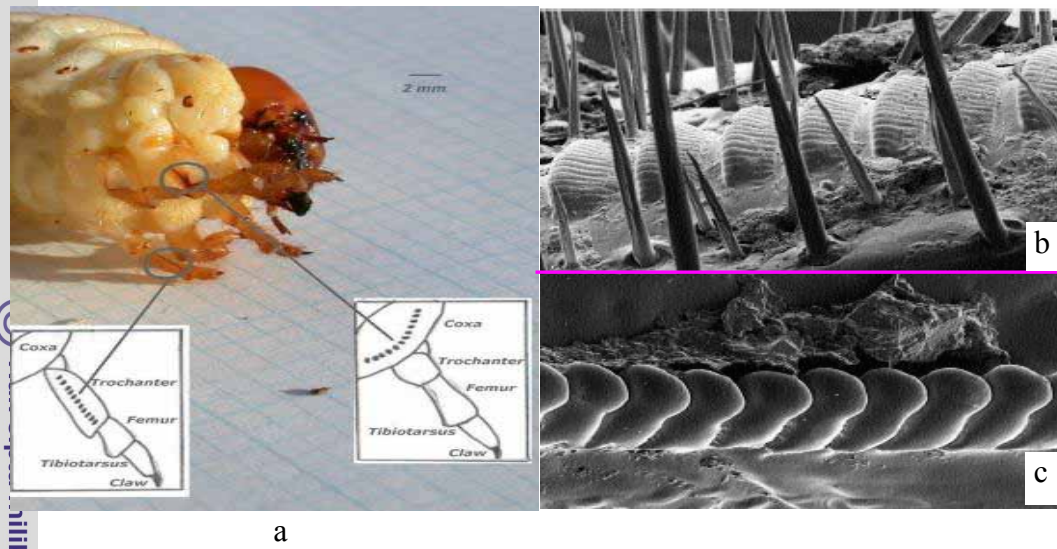 2 mm
Coxa
Trochanter
Femur
Tibiotarsus
Claw
Coxa
Trochanter
Femur
Tibiotarsus
Claw
a
b
c